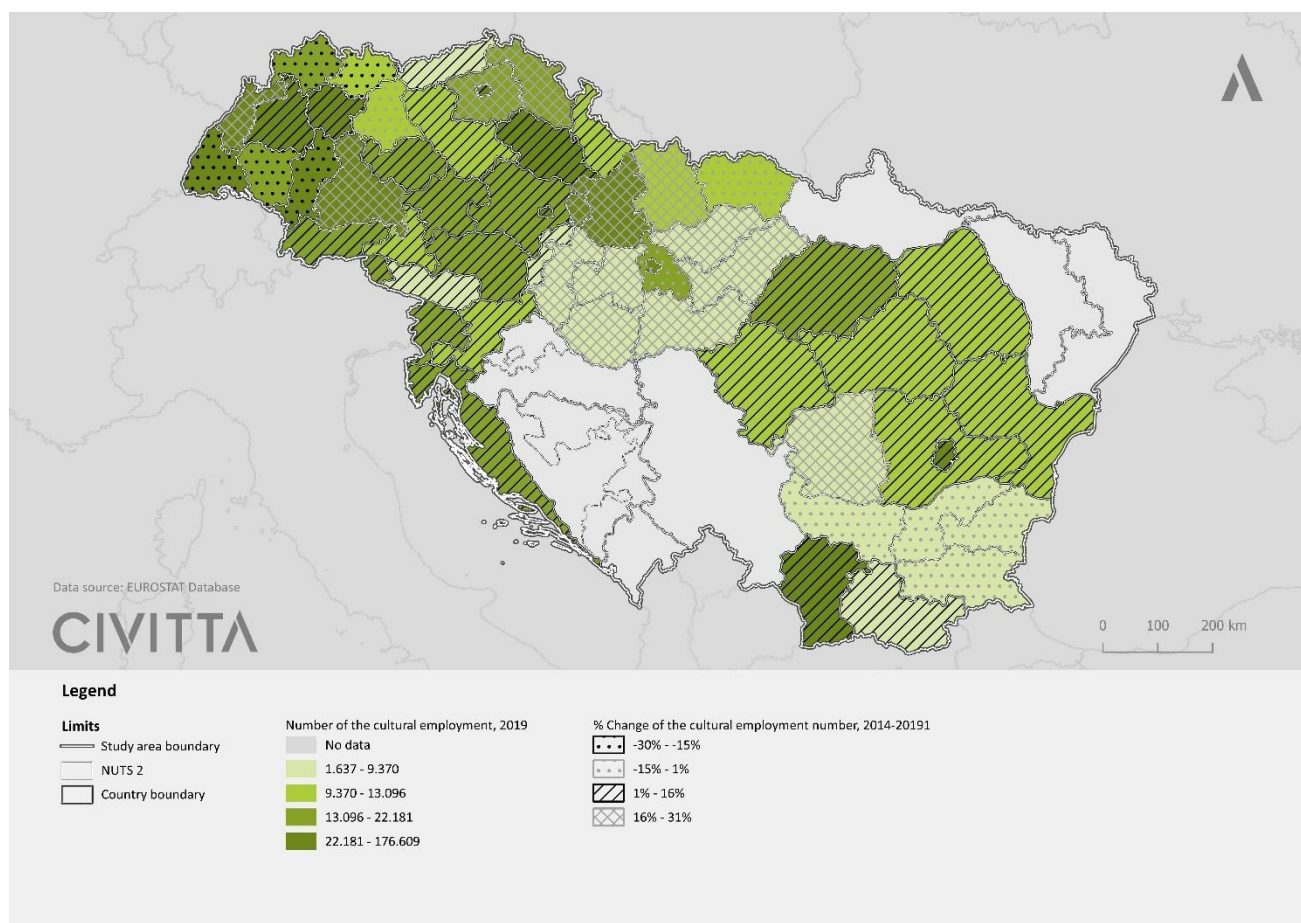 Data source: EUROSTAT Database
CIVITTA
0 100 200 km
Legend
Limits
Study area boundary
NUTS 2
Country boundary
Number of the cultural employment, 2019
No data
1.637 - 9.370
9.370 - 13.096
13.096 - 22.181
22.181 - 176.609
% Change of the cultural employment number, 2014-20191
-30% - -15%
-15% - 1%
1% - 16%
16% - 31%